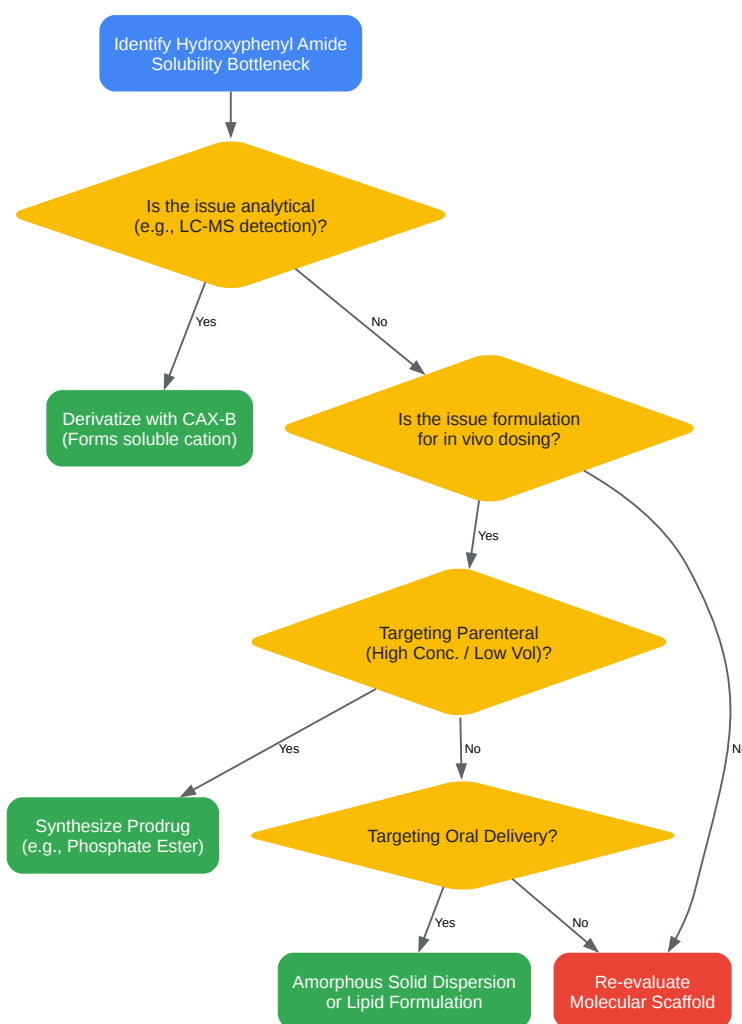 Identify Hydroxyphenyl Amide
Solubility Bottleneck
Is the issue analytical
(e.g., LC-MS detection)?
Yes
No
Derivatize with CAX-B
(Forms soluble cation)
Is the issue formulation
for in vivo dosing?
Yes
Targeting Parenteral
(High Conc. / Low Vol)?
Yes
No
N
Synthesize Prodrug
(e.g., Phosphate Ester)
Targeting Oral Delivery?
Yes
No
Amorphous Solid Dispersion
or Lipid Formulation
Re-evaluate
Molecular Scaffold